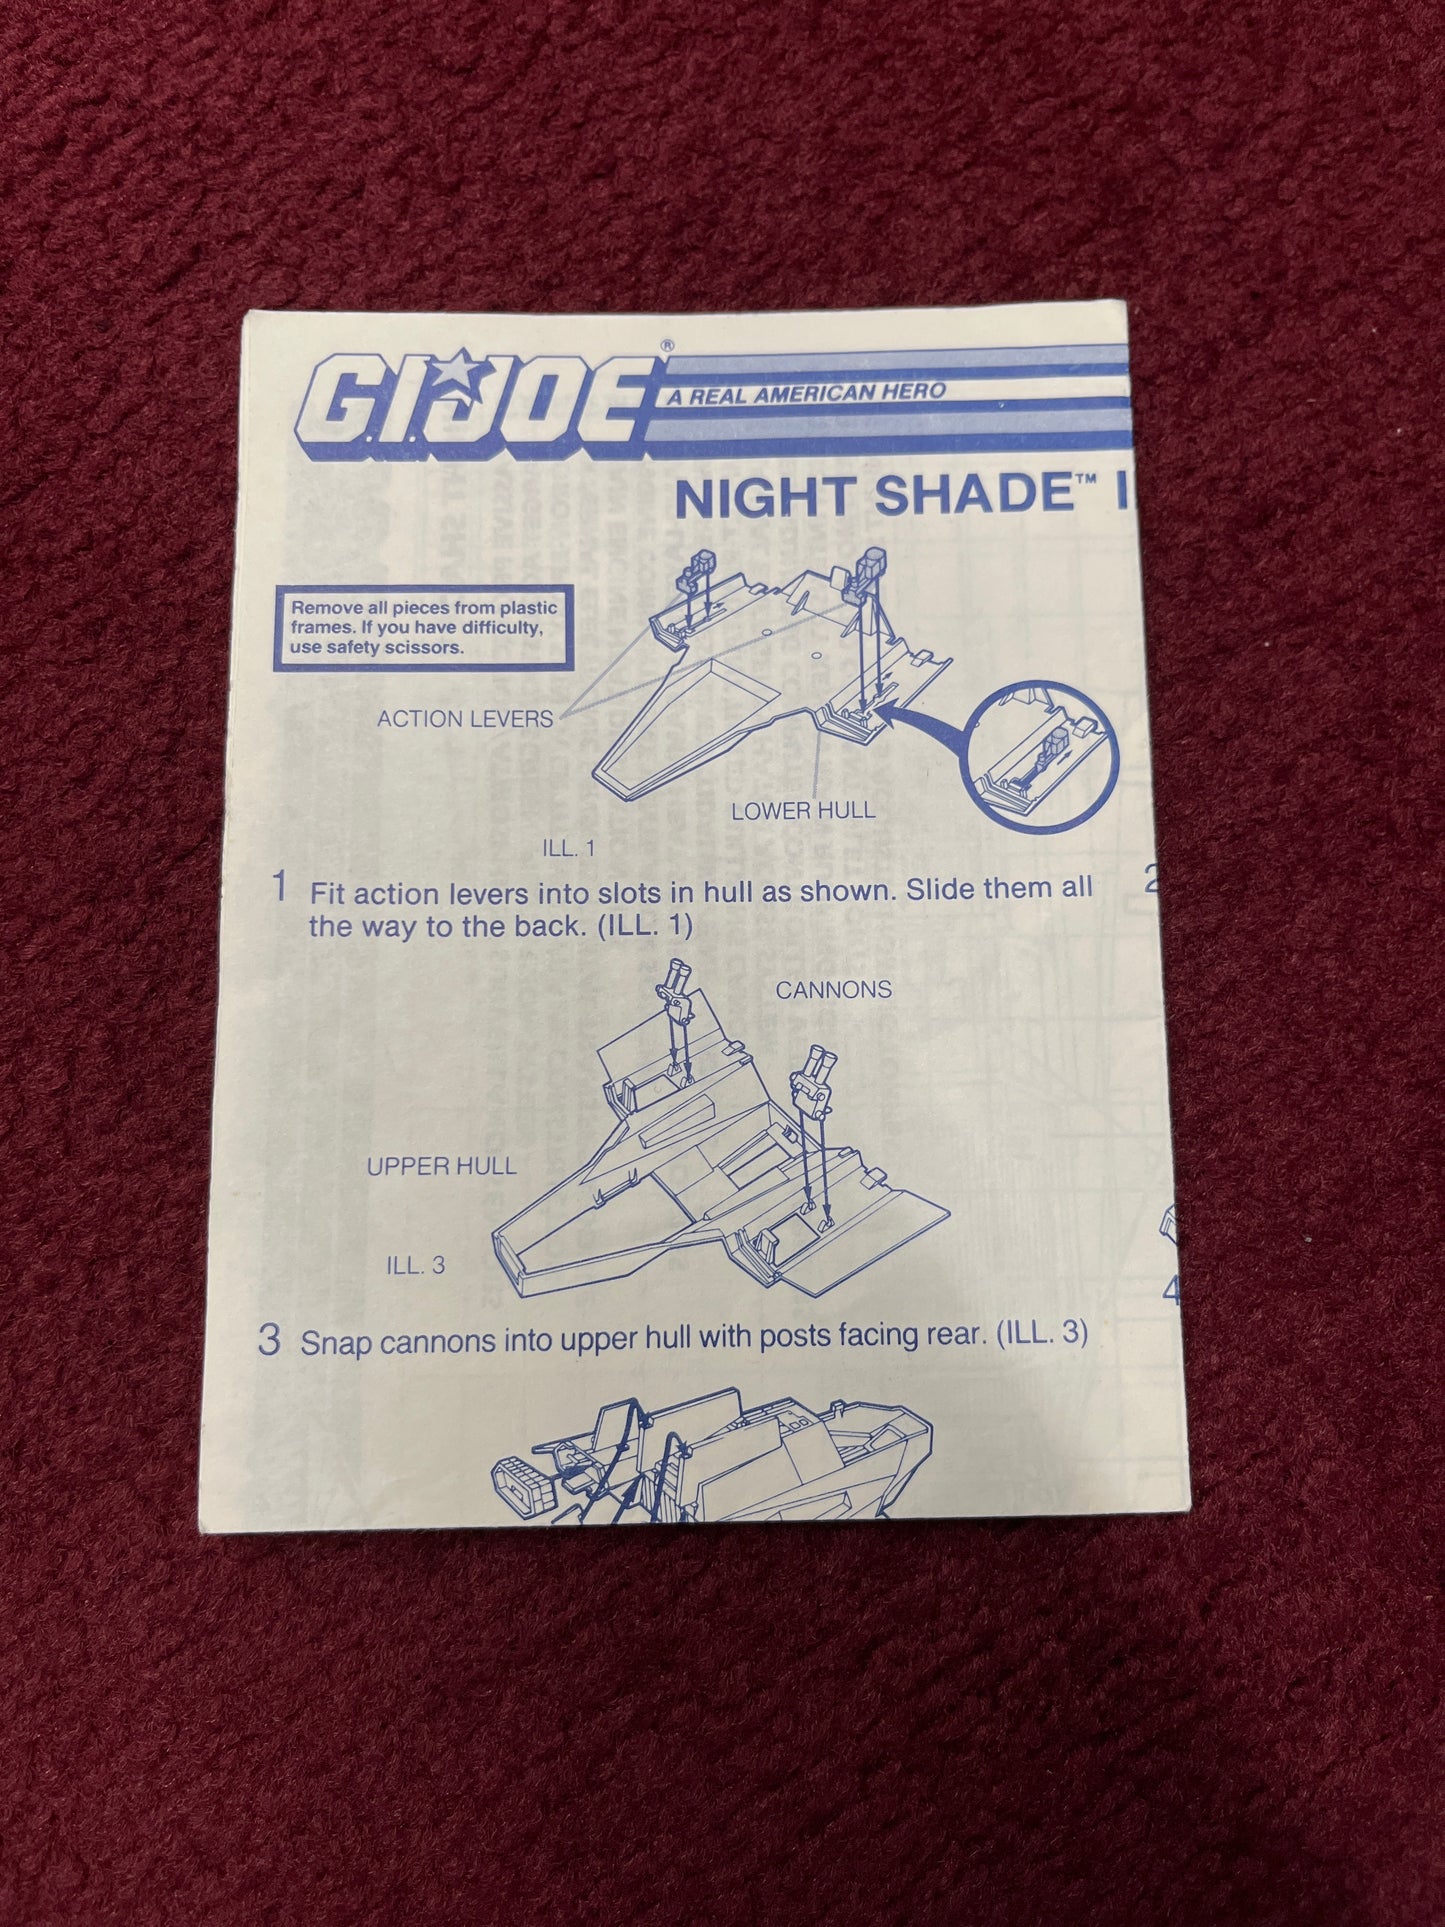 G.I.JOE®
A REAL AMERICAN HERO
NIGHT SHADE™ I
Remove all pieces from plastic
frames. If you have difficulty,
use safety scissors.
ACTION LEVERS
LOWER HULL
ILL. 1
1 Fit action levers into slots in hull as shown. Slide them all
the way to the back. (ILL. 1)
2
CANNONS
UPPER HULL
ILL. 3
4
3 Snap cannons into upper hull with posts facing rear. (ILL. 3)